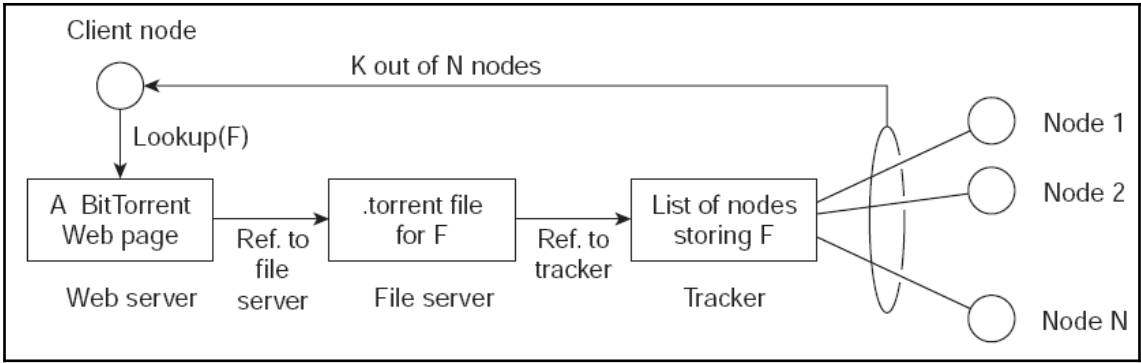 Client node
K out of N nodes
Lookup(F)
Node 1
Node 2
A BitTorrent
Web page
Ref. to
file
server
.torrent file
for F
Ref. to
tracker
List of nodes
storing F
Web server
File server
Tracker
Node N